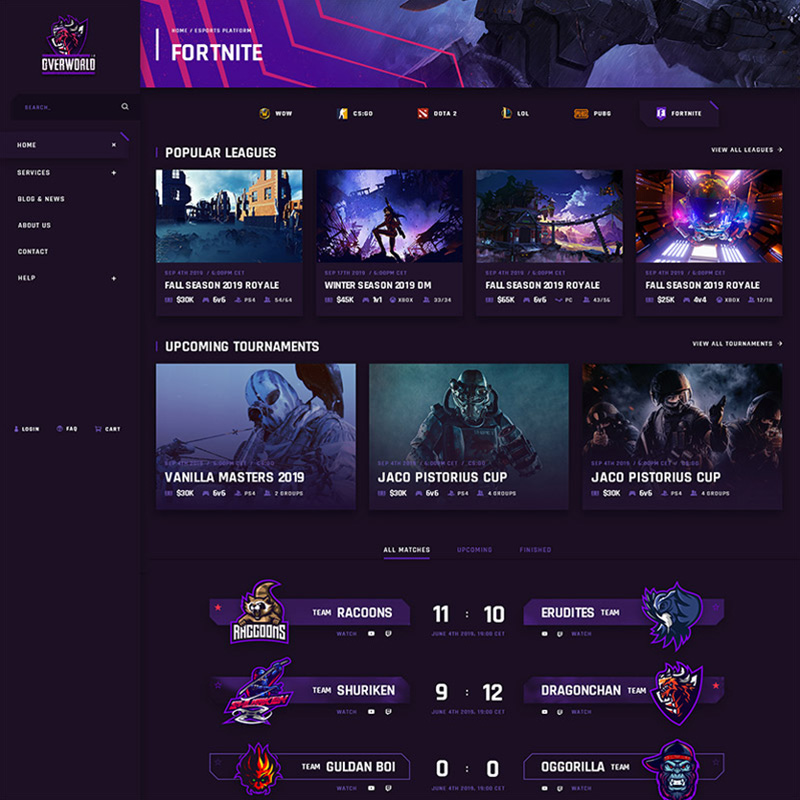 OVERWORLD
SEARCH..
HOME
SERVICES
BLOG & NEWS
ABOUT US
CONTACT
HELP
LOGIN FAQ CART
HOME / ESPORTS PLATFORM
FORTNITE
WOW CS:GO DOTA 2 LOL PUBG FORTNITE
POPULAR LEAGUES VIEW ALL LEAGUES
SEP 4TH 2019 / 6:00PM CET
FALL SEASON 2019 ROYALE
$30K 6v6 PS4 54/64
SEP 17TH 2019 / 6:00PM CET
WINTER SEASON 2019 DM
$45K 1v1 XBOX 33/34
SEP 4TH 2019 / 6:00PM CET
FALL SEASON 2019 ROYALE
$65K 6v6 PC 43/56
SEP 4TH 2019 / 6:00PM CET
FALL SEASON 2019 ROYALE
$25K 4v4 XBOX 12/18
UPCOMING TOURNAMENTS VIEW ALL TOURNAMENTS
SEP 4TH 2019 / 6:00PM CET / CS:GO
VANILLA MASTERS 2019
$30K 6v6 PS4 2 GROUPS
SEP 4TH 2019 / 6:00PM CET / CS:GO
JACO PISTORIUS CUP
$30K 6v6 PS4 4 GROUPS
SEP 4TH 2019 / 6:00PM CET / CS:GO
JACO PISTORIUS CUP
$30K 6v6 PS4 4 GROUPS
ALL MATCHES UPCOMING FINISHED
RACCOONS
TEAM RACOONS 11 : 10 ERUDITES TEAM
WATCH JUNE 4TH 2019, 19:00 CET WATCH
SHURIKEN
TEAM SHURIKEN 9 : 12 DRAGONCHAN TEAM
WATCH JUNE 4TH 2019, 19:00 CET WATCH
TEAM GULDAN BOI 0 : 0 OGGORILLA TEAM
WATCH JUNE 4TH 2019, 19:00 CET WATCH